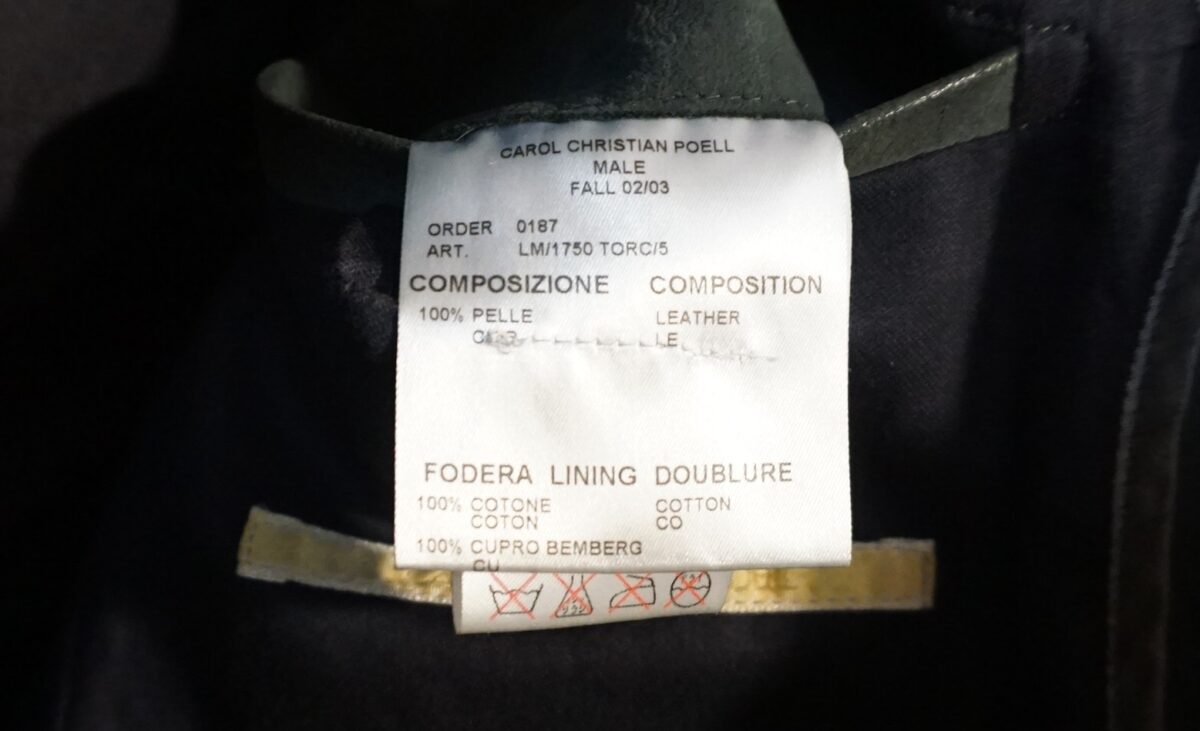 CAROL CHRISTIAN POELL
MALE
FALL 02/03
ORDER 0187
ART. LM/1750 TORC/5
COMPOSIZIONE COMPOSITION
100% PELLE LEATHER
LE
FODERA LINING DOUBLURE
100% COTONE COTTON
COTON CO
100% CUPRO BEMBERG
CU